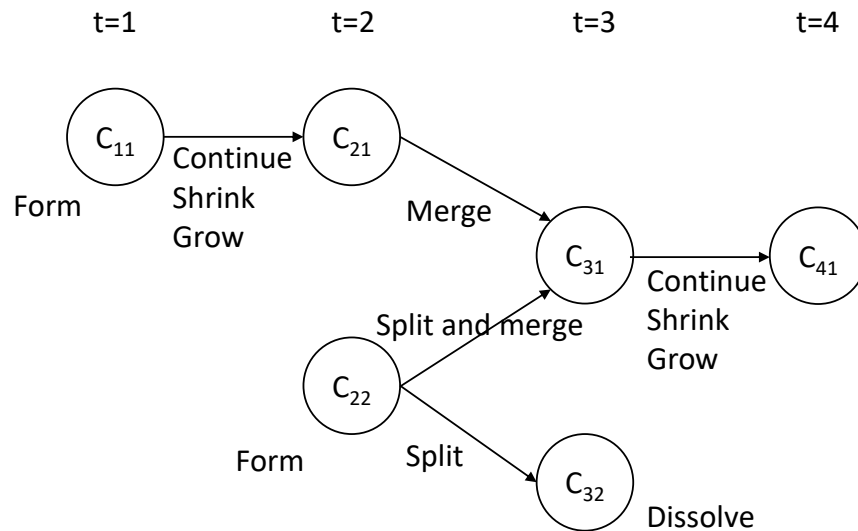 t=1 t=2 t=3 t=4
C11 C21
Continue
Shrink
Grow
Form
Merge
C31 C41
Continue
Shrink
Grow
Split and merge
C22
Form
Split
C32
Dissolve